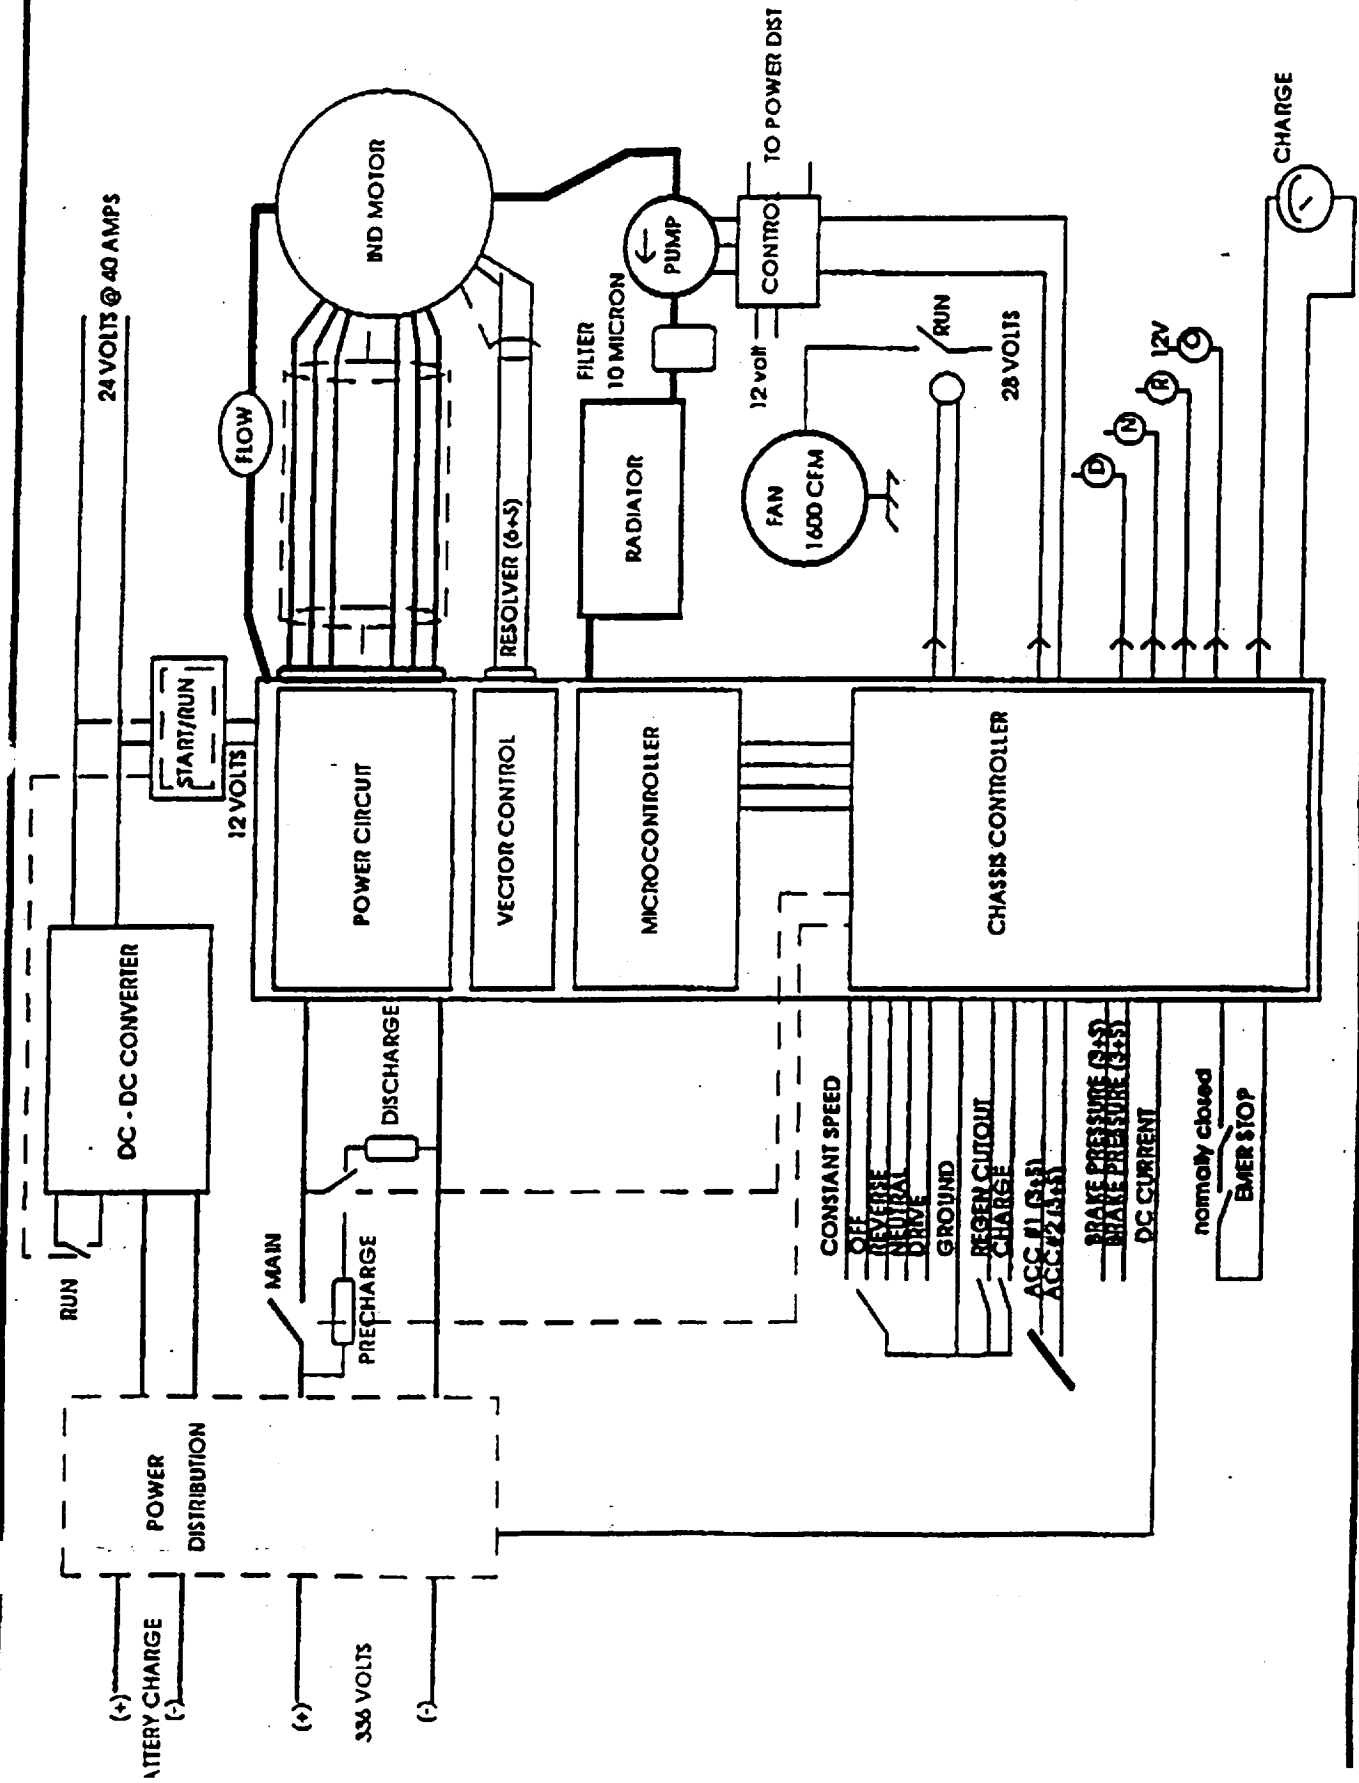 24 VOLTS @ 40 AMPS
IND MOTOR
FLOW
START/RUN
12 VOLTS
DC - DC CONVERTER
RUN
POWER
DISTRIBUTION
(+)
ATTERY CHARGE
(-)
(+)
336 VOLTS
(-)
MAIN
PRECHARGE
DISCHARGE
POWER CIRCUIT
VECTOR CONTROL
MICROCONTROLLER
CHASSIS CONTROLLER
RESOLVER (6+S)
RADIATOR
FILTER
10 MICRON
PUMP
CONTROL
TO POWER DIST
12 volt
FAN
1600 CFM
RUN
28 VOLTS
D
N
R
12V
CHARGE
CONSTANT SPEED
OFF
REVERSE
NEUTRAL
DRIVE
GROUND
REGEN CUTOUT
CHARGE
ACC #1 (3+S)
ACC #2 (3+S)
BRAKE PRESSURE (3+S)
BRAKE PRESSURE (3+S)
DC CURRENT
normally closed
EMER STOP